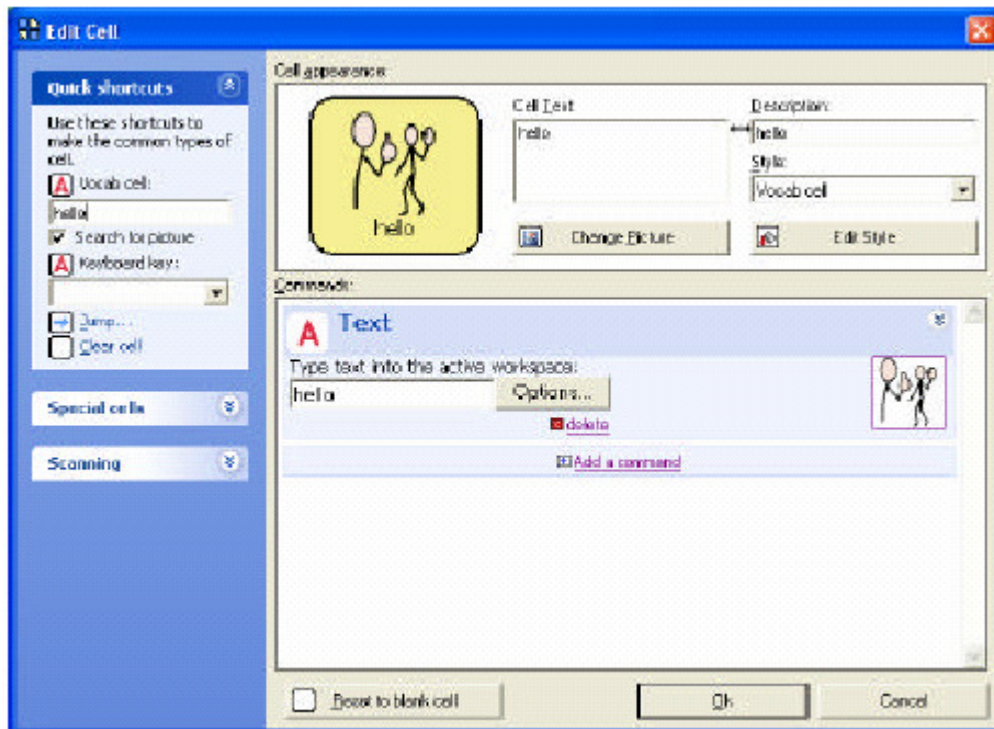 Edit Cell
Quick shortcuts
Use these shortcuts to
make the common types of
cell.
A Vocab cell:
hello
Search for picture
A Keyboard key:
Jump...
Clear cell
Special cells
Scanning
Cell appearance:
hello
Cell Text
hello
Description:
hello
Style:
Vocab cell
Change Picture
Edit Style
Commands:
A Text
Type text into the active workspace:
hello
Options...
delete
Add a command
Reset to blank cell
Ok
Cancel